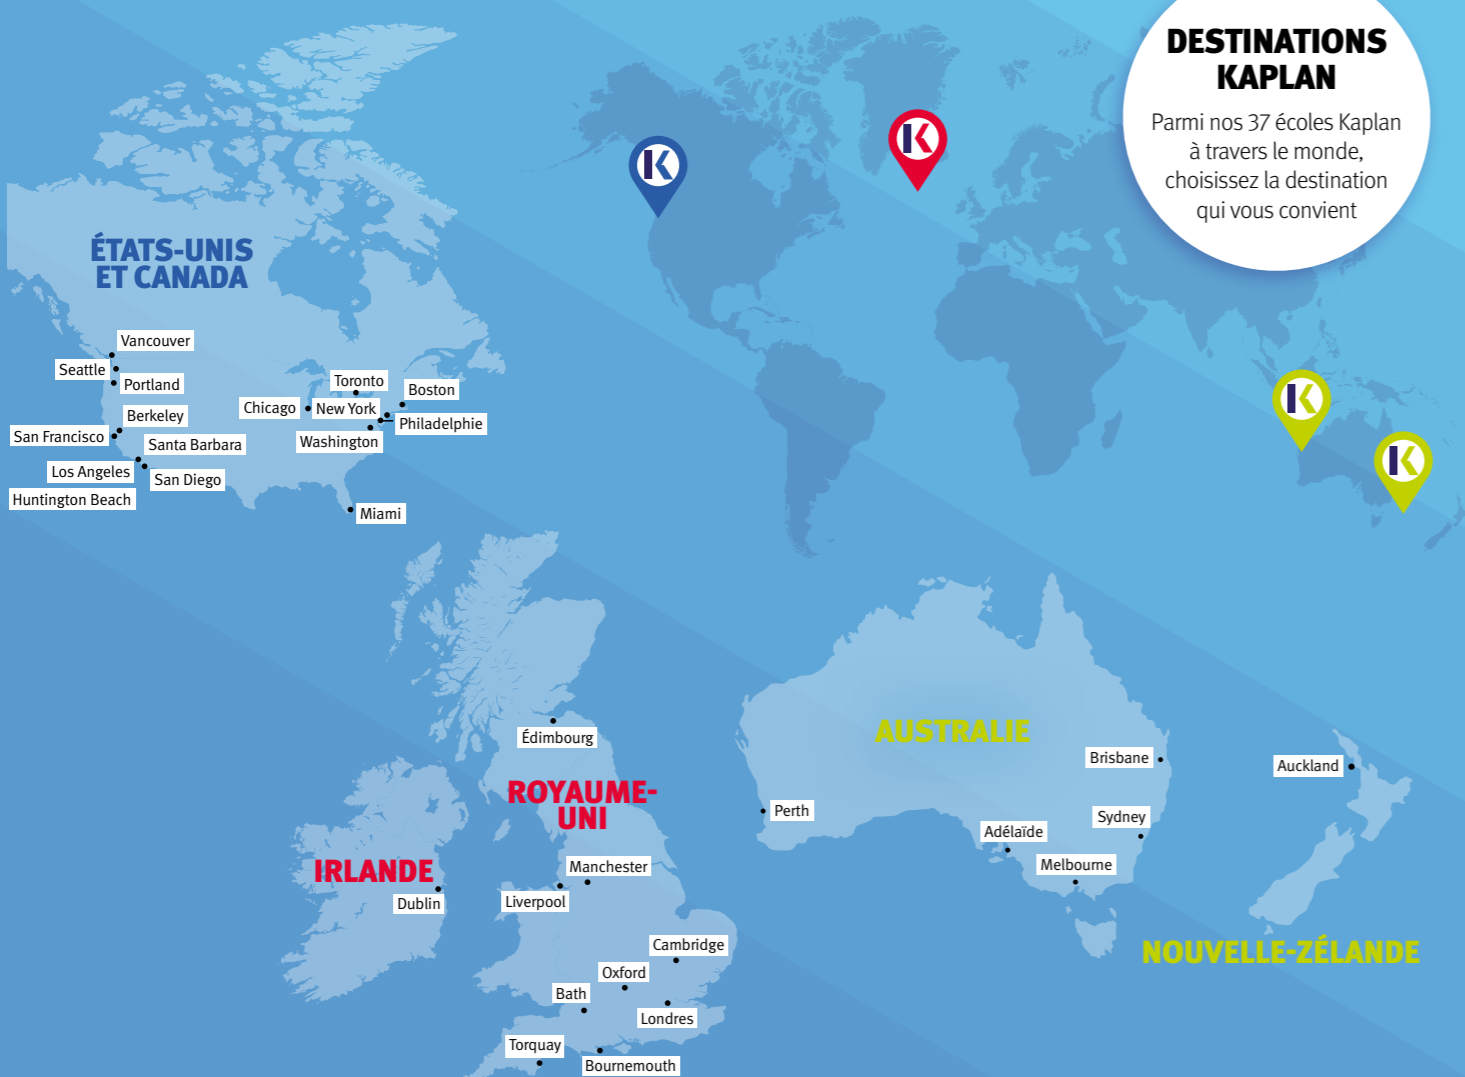 DESTINATIONS
KAPLAN
Parmi nos 37 écoles Kaplan
à travers le monde,
choisissez la destination
qui vous convient
K
K
K
K
ÉTATS-UNIS
ET CANADA
Vancouver
Seattle
Portland
Berkeley
San Francisco
Santa Barbara
Los Angeles
San Diego
Huntington Beach
Toronto
Boston
Chicago
New York
Philadelphie
Washington
Miami
Édimbourg
ROYAUME-
UNI
IRLANDE
Dublin
Manchester
Liverpool
Cambridge
Oxford
Bath
Londres
Torquay
Bournemouth
AUSTRALIE
Brisbane
Perth
Sydney
Adélaïde
Melbourne
Auckland
NOUVELLE-ZÉLANDE